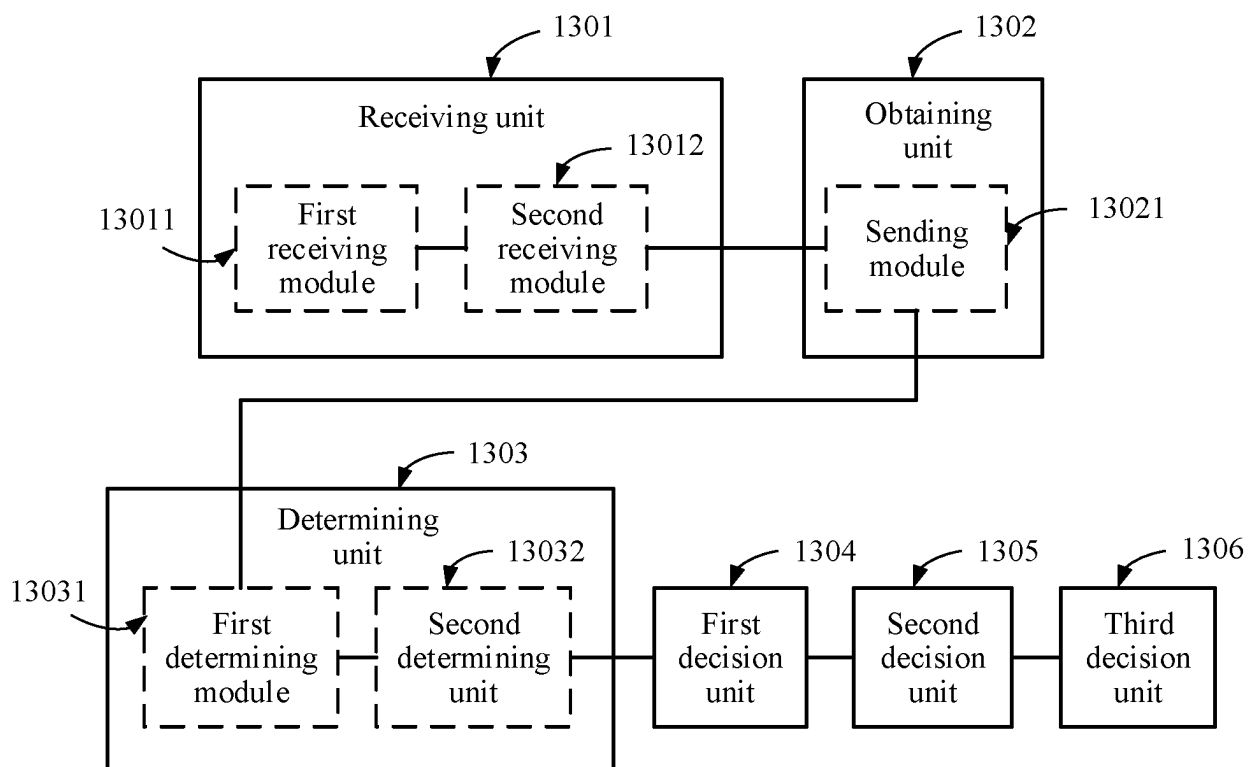 1301
1302
Receiving unit
Obtaining
unit
13012
13011
First
receiving
module
Second
receiving
module
Sending
module
13021
1303
Determining
unit
13032
1304
1305
1306
13031
First
determining
module
Second
determining
unit
First
decision
unit
Second
decision
unit
Third
decision
unit